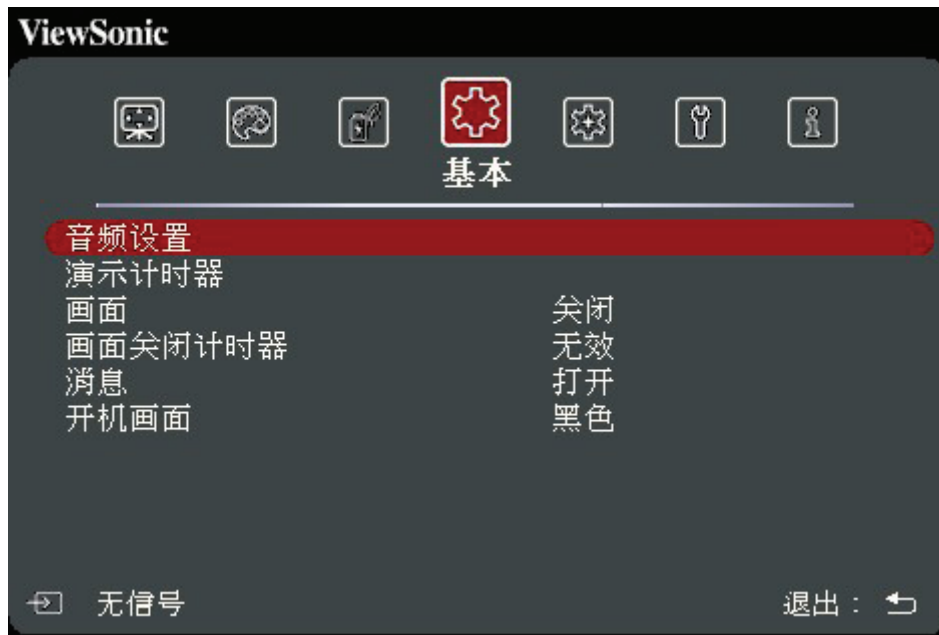 ViewSonic
基本
音频设置
演示计时器
画面 关闭
画面关闭计时器 无效
消息 打开
开机画面 黑色
无信号 退出：